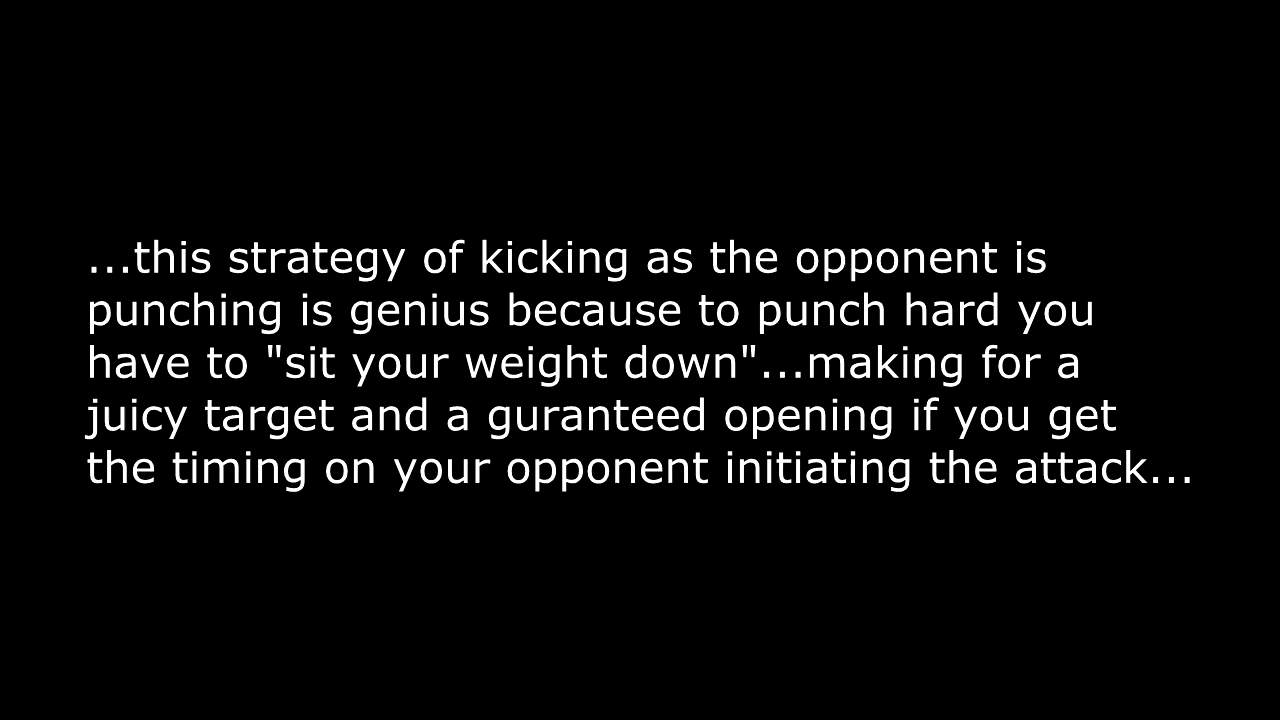 ...this strategy of kicking as the opponent is
punching is genius because to punch hard you
have to "sit your weight down"...making for a
juicy target and a guranteed opening if you get
the timing on your opponent initiating the attack...